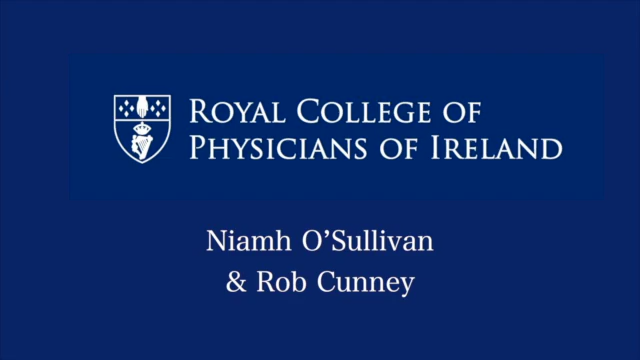 ROYAL COLLEGE OF
PHYSICIANS OF IRELAND
Niamh O’Sullivan
& Rob Cunney